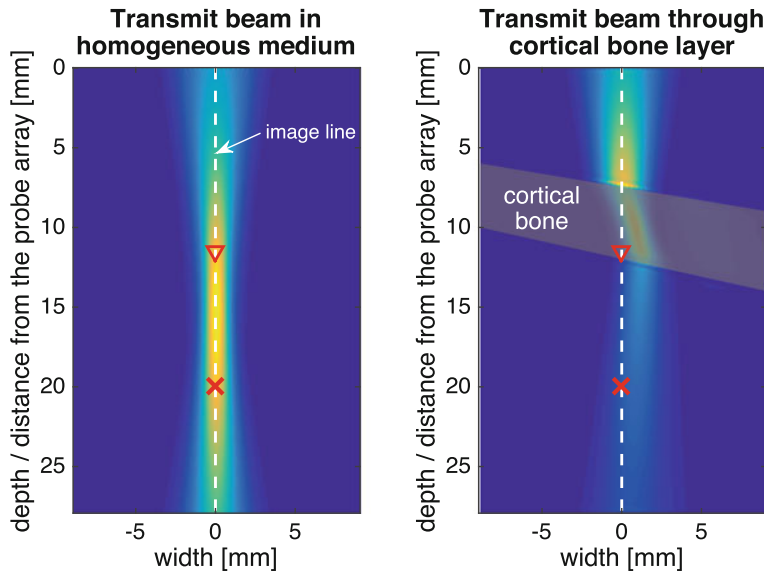 Transmit beam in
homogeneous medium
0
5
10
15
20
25
depth / distance from the probe array [mm]
image line
-5 0 5
width [mm]
Transmit beam through
cortical bone layer
0
5
10
15
20
25
depth / distance from the probe array [mm]
cortical
bone
-5 0 5
width [mm]